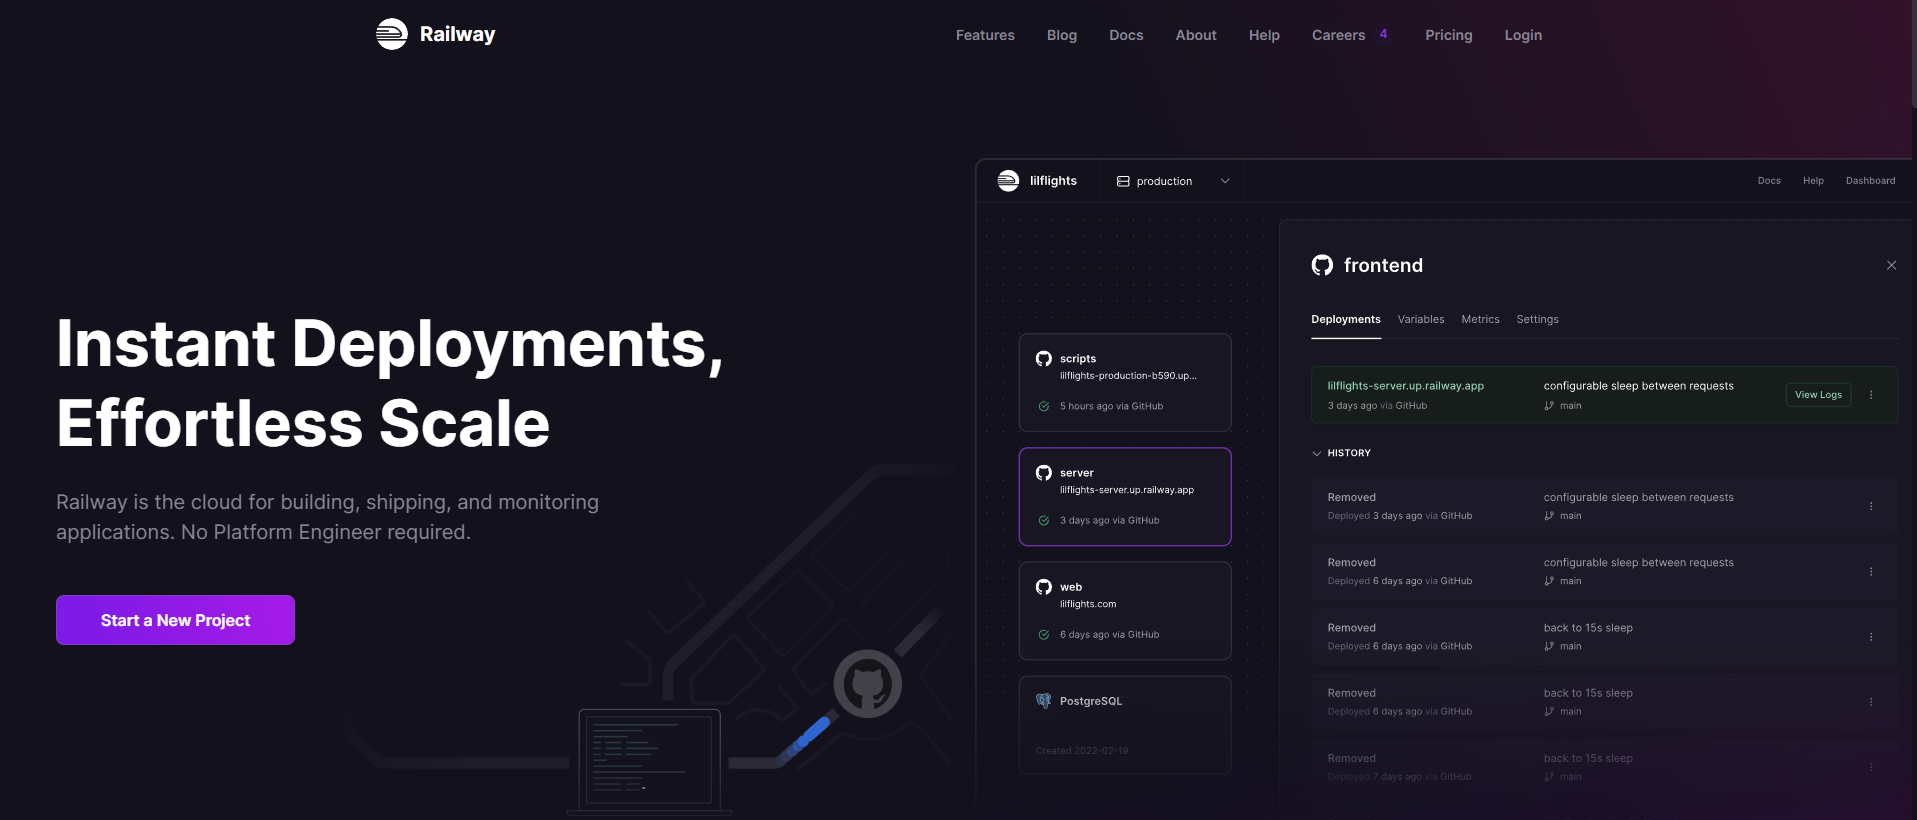 Railway
Features Blog Docs About Help Careers 4 Pricing Login
Instant Deployments,
Effortless Scale
Railway is the cloud for building, shipping, and monitoring
applications. No Platform Engineer required.
Start a New Project
lilflights production Docs Help Dashboard
scripts
lilflights-production-b590.up...
5 hours ago via GitHub
server
lilflights-server.up.railway.app
3 days ago via GitHub
web
lilflights.com
6 days ago via GitHub
PostgreSQL
Created 2022-02-19
frontend
Deployments Variables Metrics Settings
lilflights-server.up.railway.app configurable sleep between requests
3 days ago via GitHub main
View Logs
HISTORY
Removed configurable sleep between requests
Deployed 3 days ago via GitHub main
Removed configurable sleep between requests
Deployed 6 days ago via GitHub main
Removed back to 15s sleep
Deployed 6 days ago via GitHub main
Removed back to 15s sleep
Deployed 6 days ago via GitHub main
Removed back to 15s sleep
Deployed 7 days ago via GitHub main